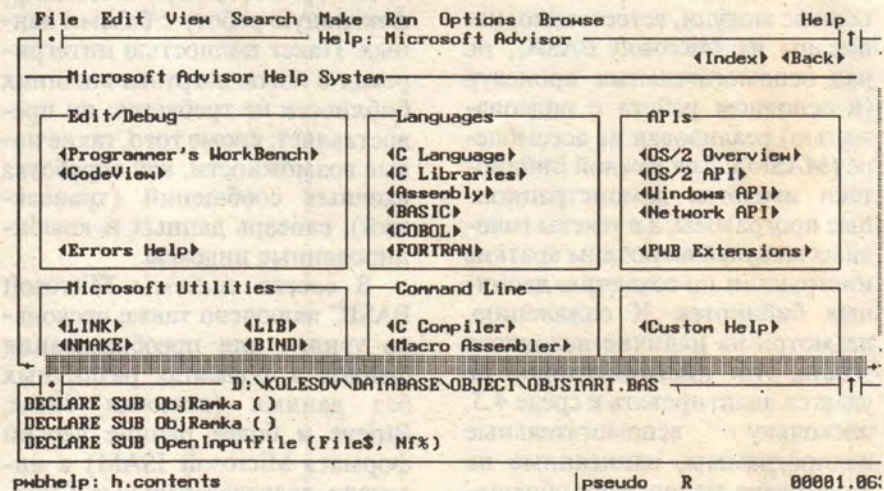 File Edit View Search Make Run Options Browse Help
Help: Microsoft Advisor
◄Index► ◄Back►
Microsoft Advisor Help System
Edit/Debug Languages APIs
◄Programmer's WorkBench► ◄C Language► ◄OS/2 Overview►
◄CodeView► ◄C Libraries► ◄OS/2 API►
◄Assembly► ◄Windows API►
◄BASIC► ◄Network API►
◄COBOL►
◄Errors Help► ◄FORTRAN► ◄PWB Extensions►
Microsoft Utilities Command Line
◄LINK► ◄LIB► ◄C Compiler► ◄Custom Help►
◄NMAKE► ◄BIND► ◄Macro Assembler►
D:\KOLESOV\DATABASE\OBJECT\OBJSTART.BAS
DECLARE SUB ObjRamka ( )
DECLARE SUB ObjRamka ( )
DECLARE SUB OpenInputFile (File$, Nf%)
pwbhelp: h.contents pseudo R 00001.063